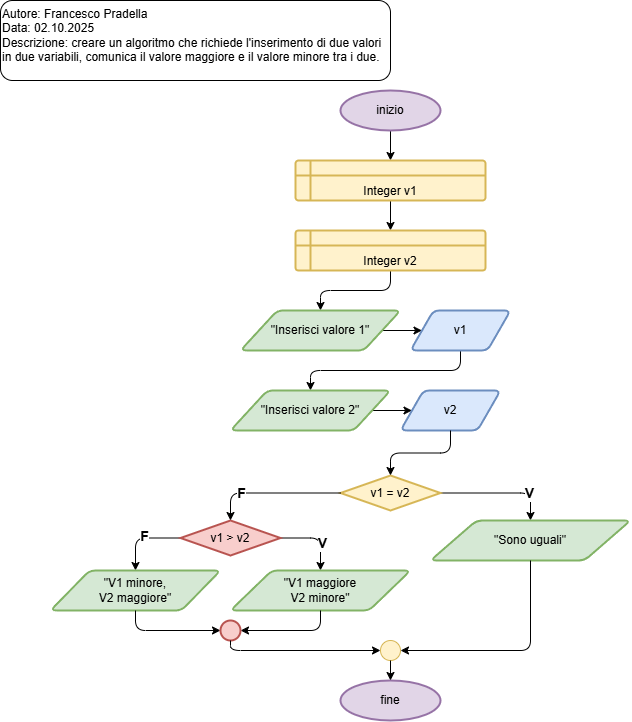 Autore: Francesco Pradella
Data: 02.10.2025
Descrizione: creare un algoritmo che richiede l'inserimento di due valori
in due variabili, comunica il valore maggiore e il valore minore tra i due.
inizio
Integer v1
Integer v2
"Inserisci valore 1"
v1
"Inserisci valore 2"
v2
v1 = v2
F
V
v1 > v2
F
V
"Sono uguali"
"V1 minore,
V2 maggiore"
"V1 maggiore
V2 minore"
fine